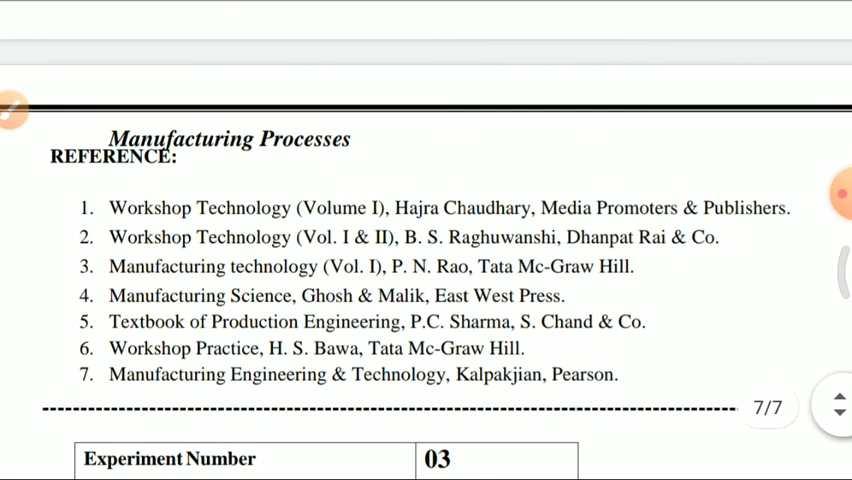 Manufacturing Processes
REFERENCE:
1. Workshop Technology (Volume I), Hajra Chaudhary, Media Promoters & Publishers.
2. Workshop Technology (Vol. I & II), B. S. Raghuwanshi, Dhanpat Rai & Co.
3. Manufacturing technology (Vol. I), P. N. Rao, Tata Mc-Graw Hill.
4. Manufacturing Science, Ghosh & Malik, East West Press.
5. Textbook of Production Engineering, P.C. Sharma, S. Chand & Co.
6. Workshop Practice, H. S. Bawa, Tata Mc-Graw Hill.
7. Manufacturing Engineering & Technology, Kalpakjian, Pearson.
7/7
Experiment Number 03